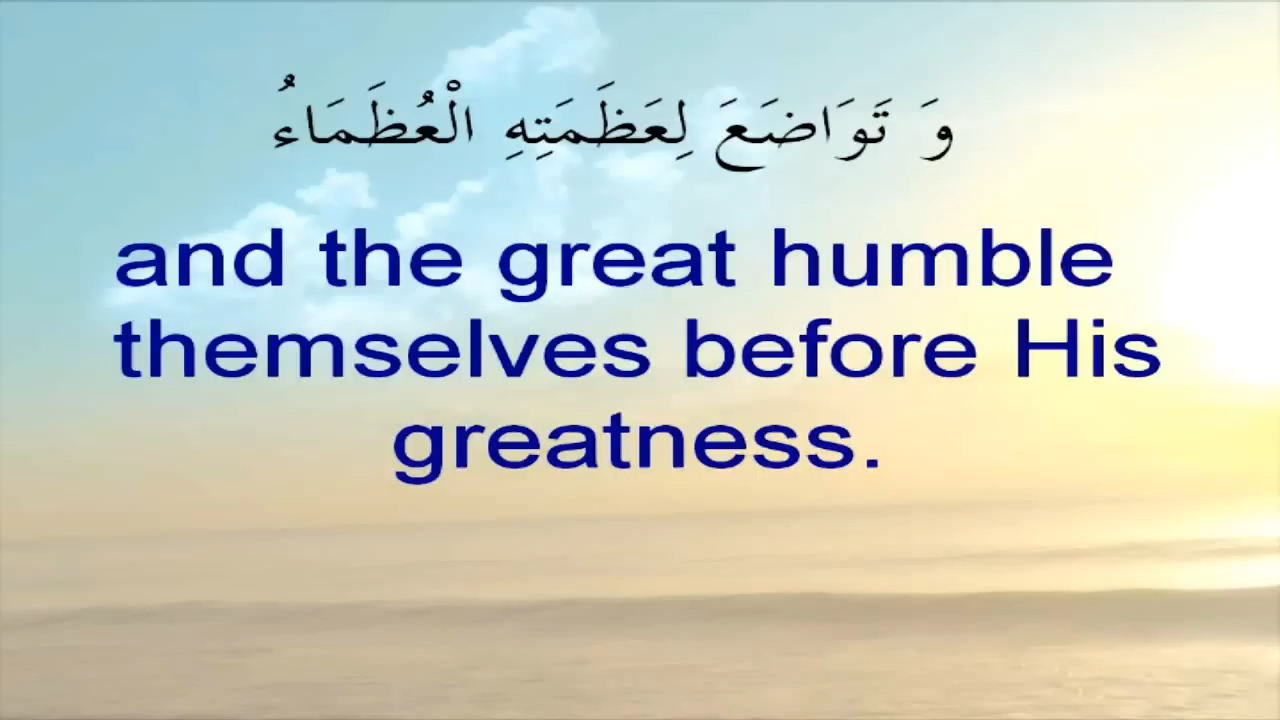 وَ تَوَاضَعَ لِعَظَمَتِهِ الْعُظَمَاءُ
and the great humble
themselves before His
greatness.